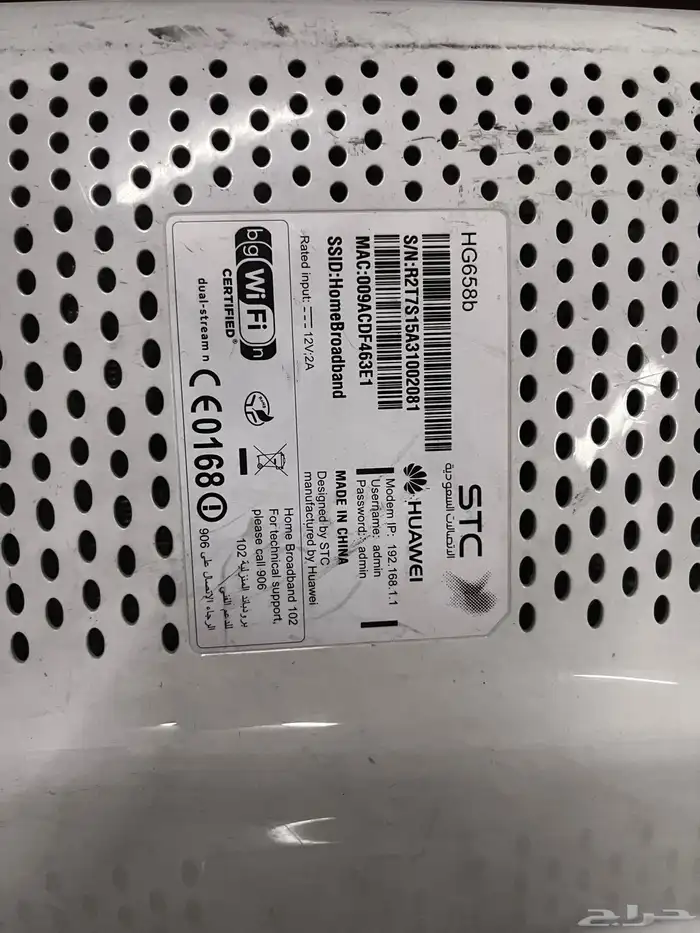 HG658b
S/N:R2T7S15A31002081
MAC:009ACDF463E1
SSID:HomeBroadband
Rated input: 12V;2A
STC
الاتصالات السعودية
HUAWEI
Modem IP: 192.168.1.1
Username: admin
Password: admin
MADE IN CHINA
Designed by STC
manufactured by Huawei
b g Wi Fi n
CERTIFIED®
dual-stream n
CE0168
Home Broadband 102
For technical support,
please call 906
برودباند المنزلية 102
للدعم الفني
الرجاء الإتصال على 906
حراج